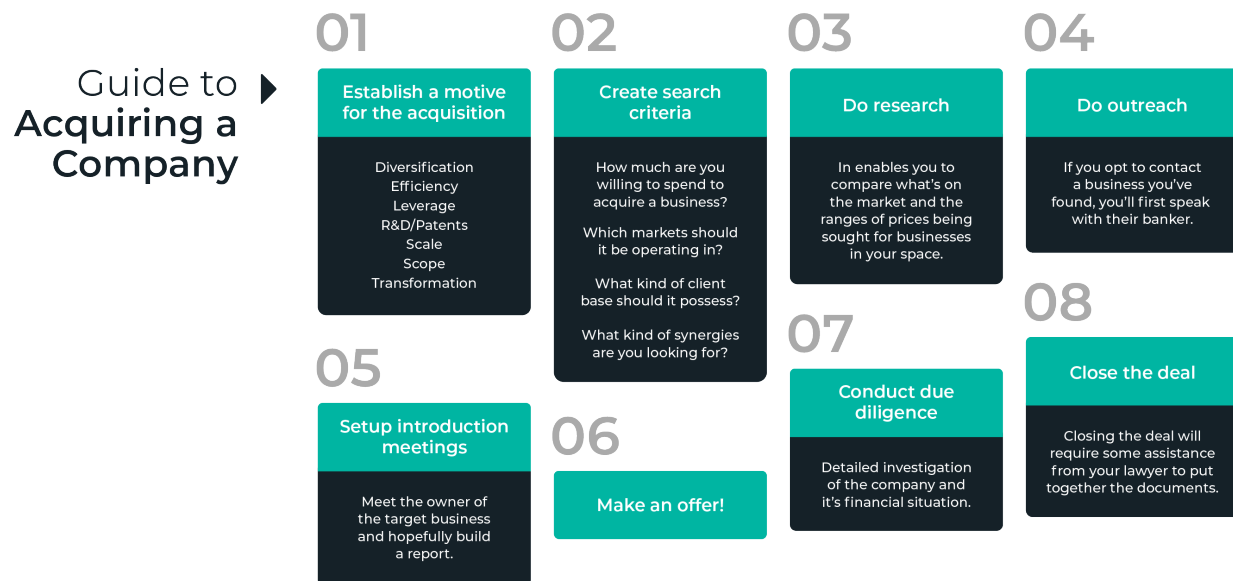 Guide to
Acquiring a
Company
01
Establish a motive
for the acquisition
Diversification
Efficiency
Leverage
R&D/Patents
Scale
Scope
Transformation
02
Create search
criteria
How much are you
willing to spend to
acquire a business?
Which markets should
it be operating in?
What kind of client
base should it possess?
What kind of synergies
are you looking for?
03
Do research
In enables you to
compare what’s on
the market and the
ranges of prices being
sought for businesses
in your space.
04
Do outreach
If you opt to contact
a business you’ve
found, you’ll first speak
with their banker.
05
Setup introduction
meetings
Meet the owner of
the target business
and hopefully build
a report.
06
Make an offer!
07
Conduct due
diligence
Detailed investigation
of the company and
it’s financial situation.
08
Close the deal
Closing the deal will
require some assistance
from your lawyer to put
together the documents.